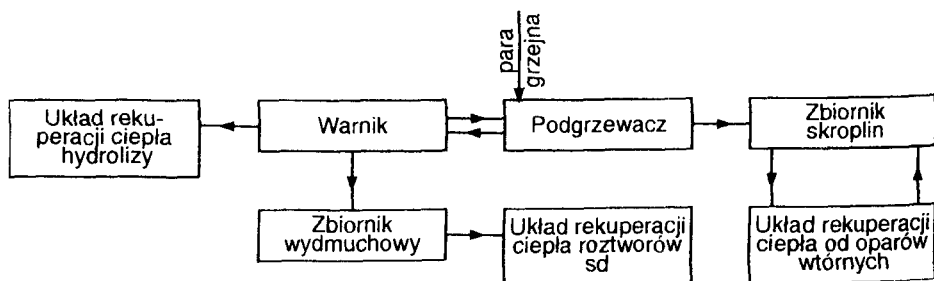 para
grzejna
Układ reku-
peracji ciepła
hydrolizy
Warnik
Podgrzewacz
Zbiornik
skroplin
Zbiornik
wydmuchowy
Układ rekuperacji
ciepła roztworów
sd
Układ rekuperacji
ciepła od oparów
wtórnych